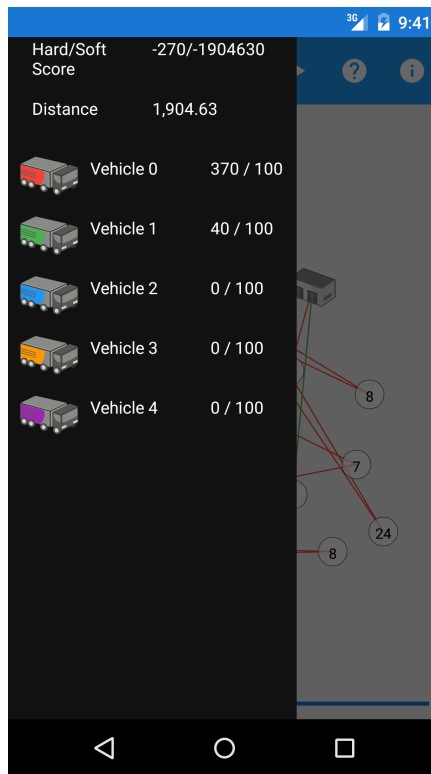 3G 9:41
Hard/Soft -270/-1904630
Score
Distance 1,904.63
Vehicle 0 370 / 100
Vehicle 1 40 / 100
Vehicle 2 0 / 100
Vehicle 3 0 / 100
Vehicle 4 0 / 100
8
7
24
8